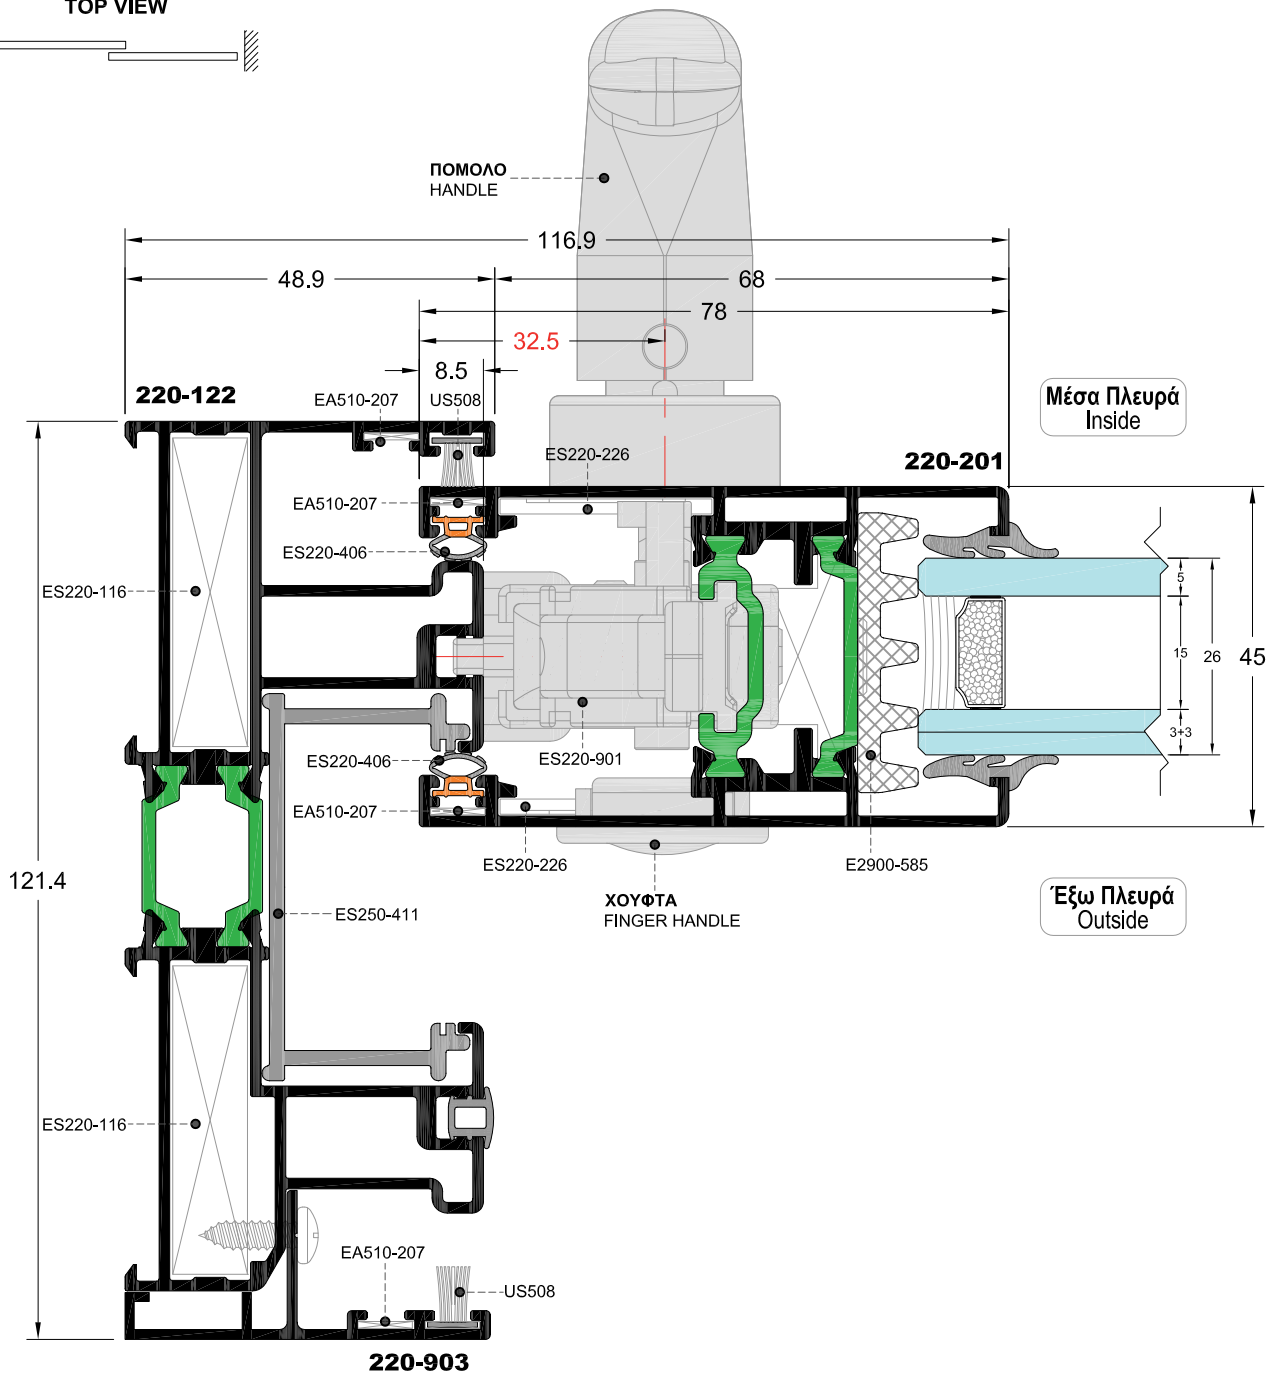 TOP VIEW
ΠΟΜΟΛΟ
HANDLE
116.9
48.9
68
78
32.5
8.5
220-122
EA510-207
US508
Μέσα Πλευρά
Inside
ES220-226
220-201
EA510-207
ES220-406
ES220-116
5
15
26
45
3+3
ES220-406
ES220-901
EA510-207
ES220-226
E2900-585
121.4
ΧΟΥΦΤΑ
FINGER HANDLE
ES250-411
Έξω Πλευρά
Outside
ES220-116
EA510-207
US508
220-903